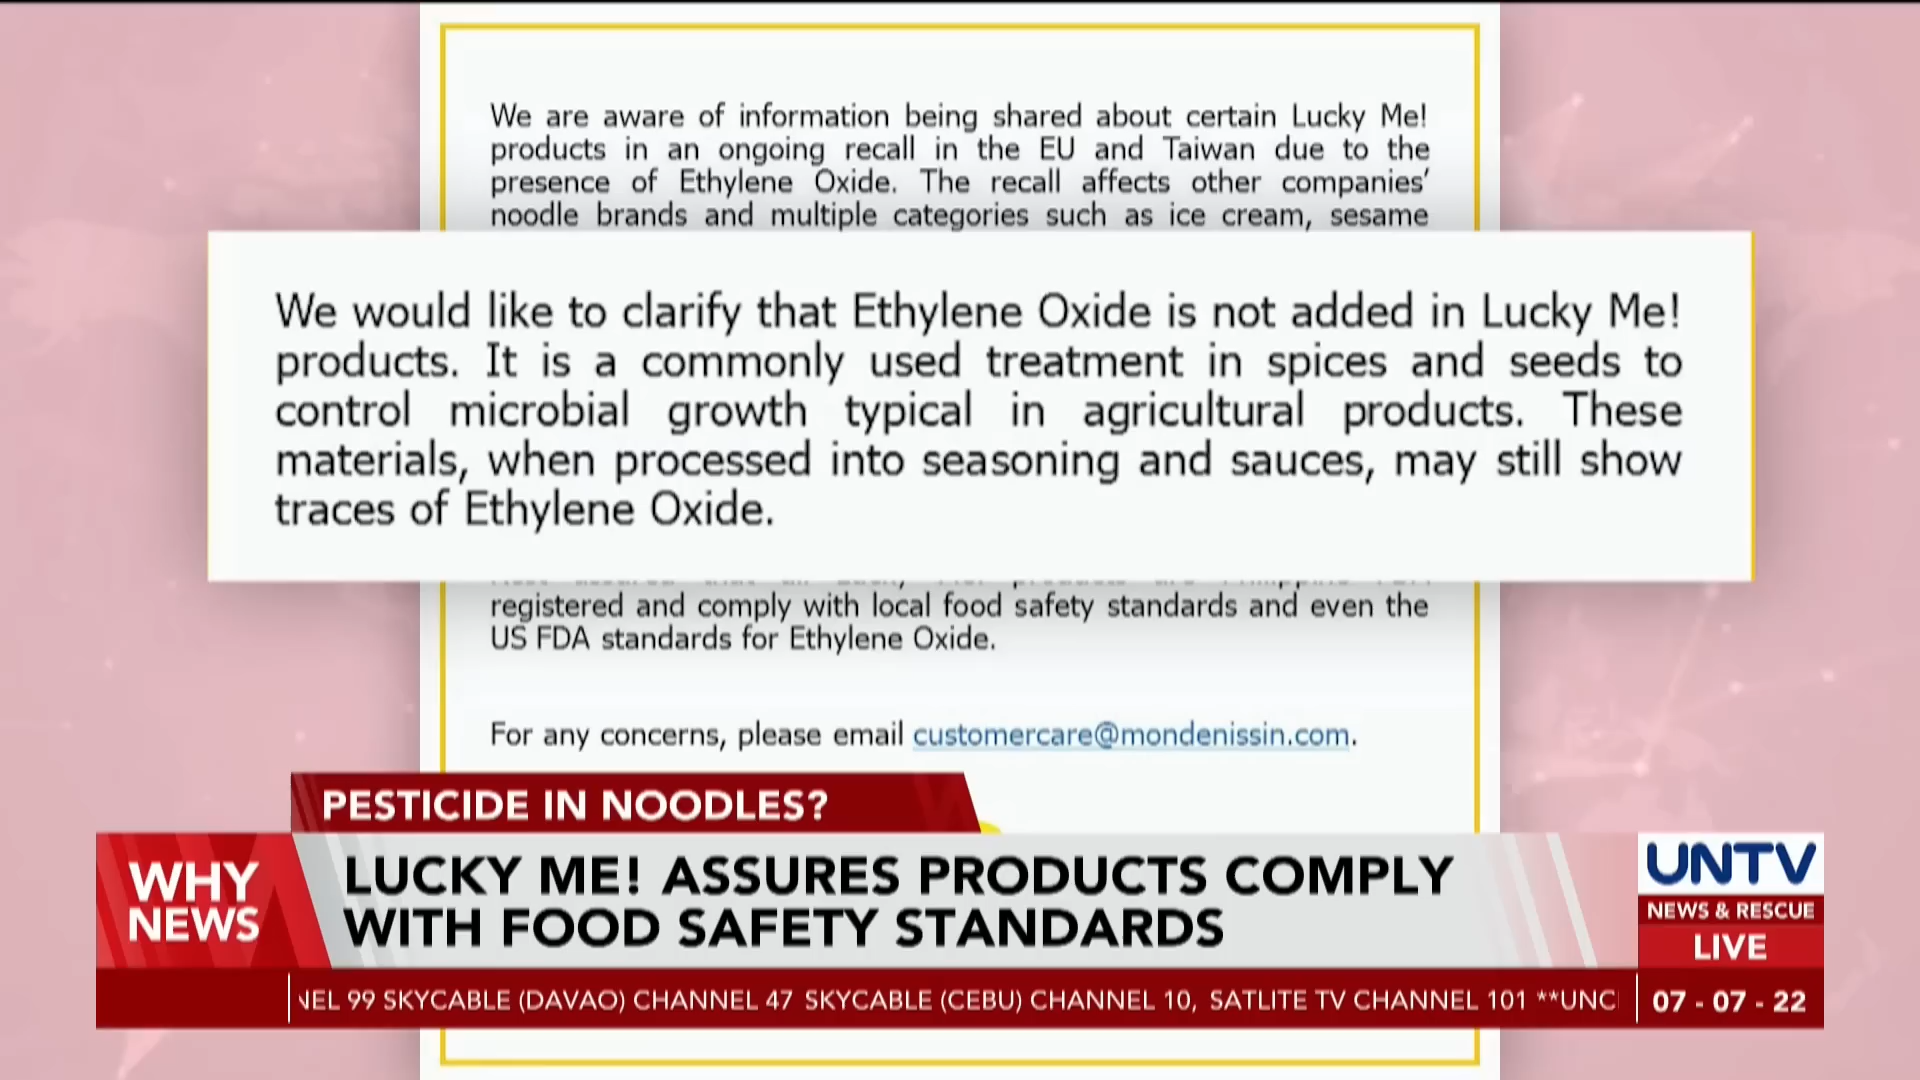 We are aware of information being shared about certain Lucky Me!
products in an ongoing recall in the EU and Taiwan due to the
presence of Ethylene Oxide. The recall affects other companies’
noodle brands and multiple categories such as ice cream, sesame
We would like to clarify that Ethylene Oxide is not added in Lucky Me!
products. It is a commonly used treatment in spices and seeds to
control microbial growth typical in agricultural products. These
materials, when processed into seasoning and sauces, may still show
traces of Ethylene Oxide.
registered and comply with local food safety standards and even the
US FDA standards for Ethylene Oxide.
For any concerns, please email customercare@mondenissin.com.
PESTICIDE IN NOODLES?
WHY
NEWS
LUCKY ME! ASSURES PRODUCTS COMPLY
WITH FOOD SAFETY STANDARDS
UNTV
NEWS & RESCUE
LIVE
99 SKYCABLE (DAVAO) CHANNEL 47 SKYCABLE (CEBU) CHANNEL 10, SATLITE TV CHANNEL 101 **UNC
07 - 07 - 22